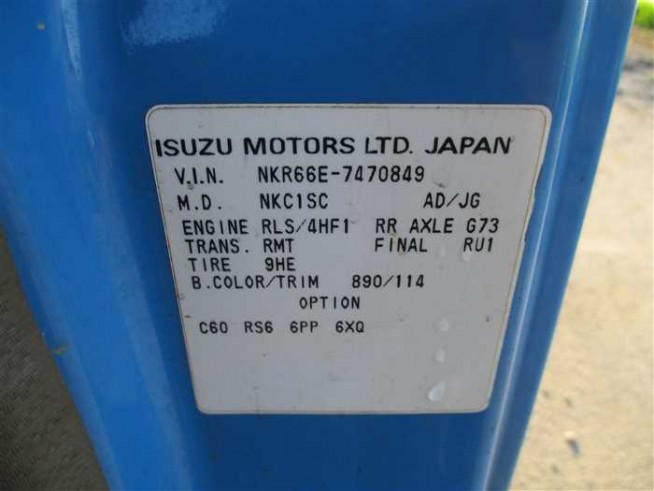 ISUZU MOTORS LTD. JAPAN
V.I.N. NKR66E-7470849
M.D. NKC1SC AD/JG
ENGINE RLS/4HF1 RR AXLE G73
TRANS. RMT FINAL RU1
TIRE 9HE
B.COLOR/TRIM 890/114
OPTION
C60 RS6 6PP 6XQ